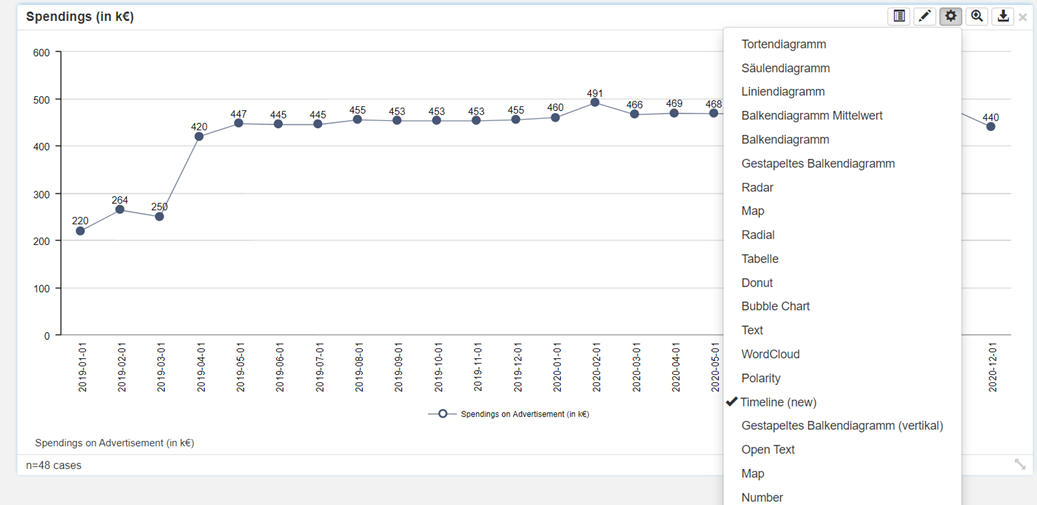 Spendings (in k€)
600
500
400
300
200
100
0
220
264
250
420
447
445
445
455
453
453
453
455
460
491
466
469
468
440
2019-01-01
2019-02-01
2019-03-01
2019-04-01
2019-05-01
2019-06-01
2019-07-01
2019-08-01
2019-09-01
2019-10-01
2019-11-01
2019-12-01
2020-01-01
2020-02-01
2020-03-01
2020-04-01
2020-05-01
2020-12-01
Spendings on Advertisement (in k€)
Spendings on Advertisement (in k€)
n=48 cases
Tortendiagramm
Säulendiagramm
Liniendiagramm
Balkendiagramm Mittelwert
Balkendiagramm
Gestapeltes Balkendiagramm
Radar
Map
Radial
Tabelle
Donut
Bubble Chart
Text
WordCloud
Polarity
Timeline (new)
Gestapeltes Balkendiagramm (vertikal)
Open Text
Map
Number